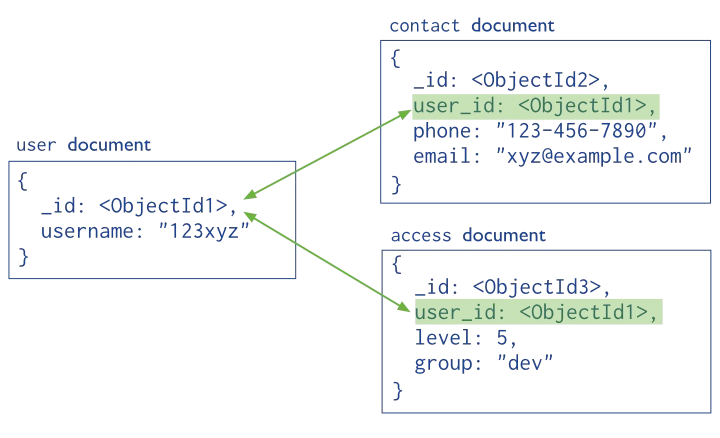 contact document
{
_id: <ObjectId2>,
user_id: <ObjectId1>,
phone: "123-456-7890",
email: "xyz@example.com"
}
user document
{
_id: <ObjectId1>,
username: "123xyz"
}
access document
{
_id: <ObjectId3>,
user_id: <ObjectId1>,
level: 5,
group: "dev"
}